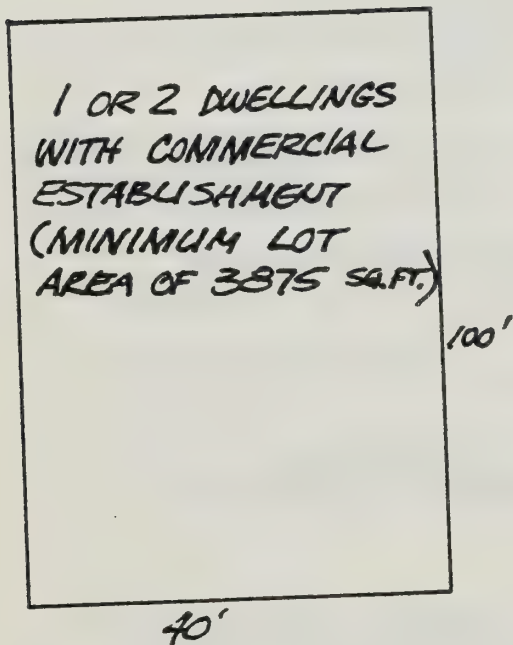 1 OR 2 DWELLINGS
WITH COMMERCIAL
ESTABLISHMENT
(MINIMUM LOT
AREA OF 3875 SQ.FT.)
100'
40'